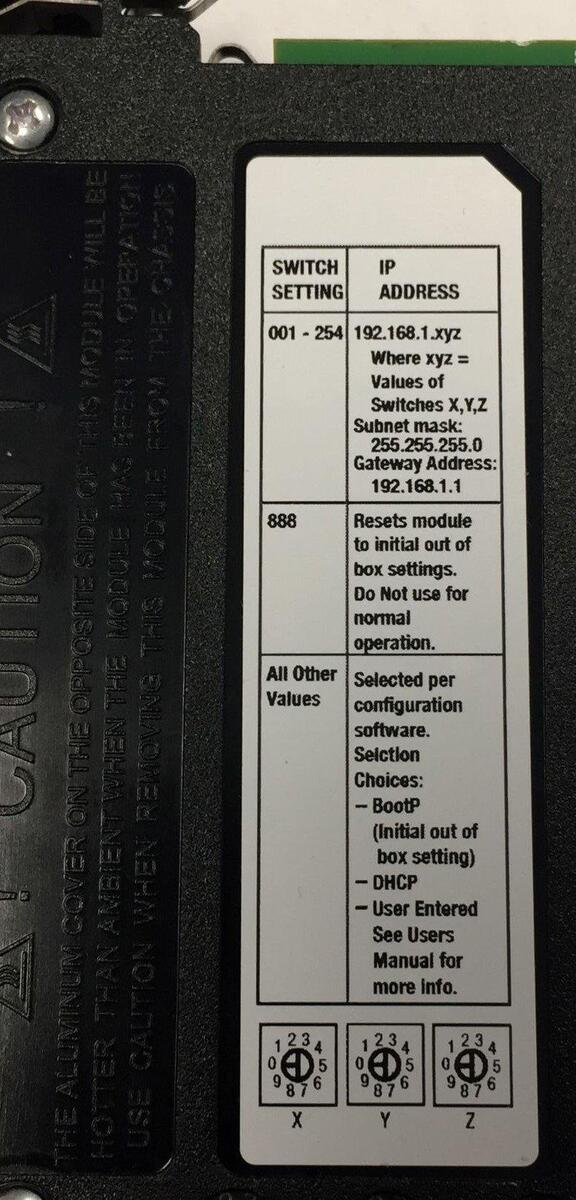 THE ALUMINUM COVER ON THE OPPOSITE SIDE OF THIS MODULE WILL BE
HOTTER THAN AMBIENT WHEN THE MODULE HAS BEEN IN OPERATION
USE CAUTION WHEN REMOVING THIS MODULE FROM THE CHASSIS
! CAUTION !
SWITCH SETTING
IP ADDRESS
001 - 254
192.168.1.xyz
Where xyz =
Values of
Switches X,Y,Z
Subnet mask:
255.255.255.0
Gateway Address:
192.168.1.1
888
Resets module
to initial out of
box settings.
Do Not use for
normal
operation.
All Other
Values
Selected per
configuration
software.
Selction
Choices:
– BootP
(Initial out of
box setting)
– DHCP
– User Entered
See Users
Manual for
more info.
0 1 2 3 4 5 6 7 8 9
0 1 2 3 4 5 6 7 8 9
0 1 2 3 4 5 6 7 8 9
X Y Z